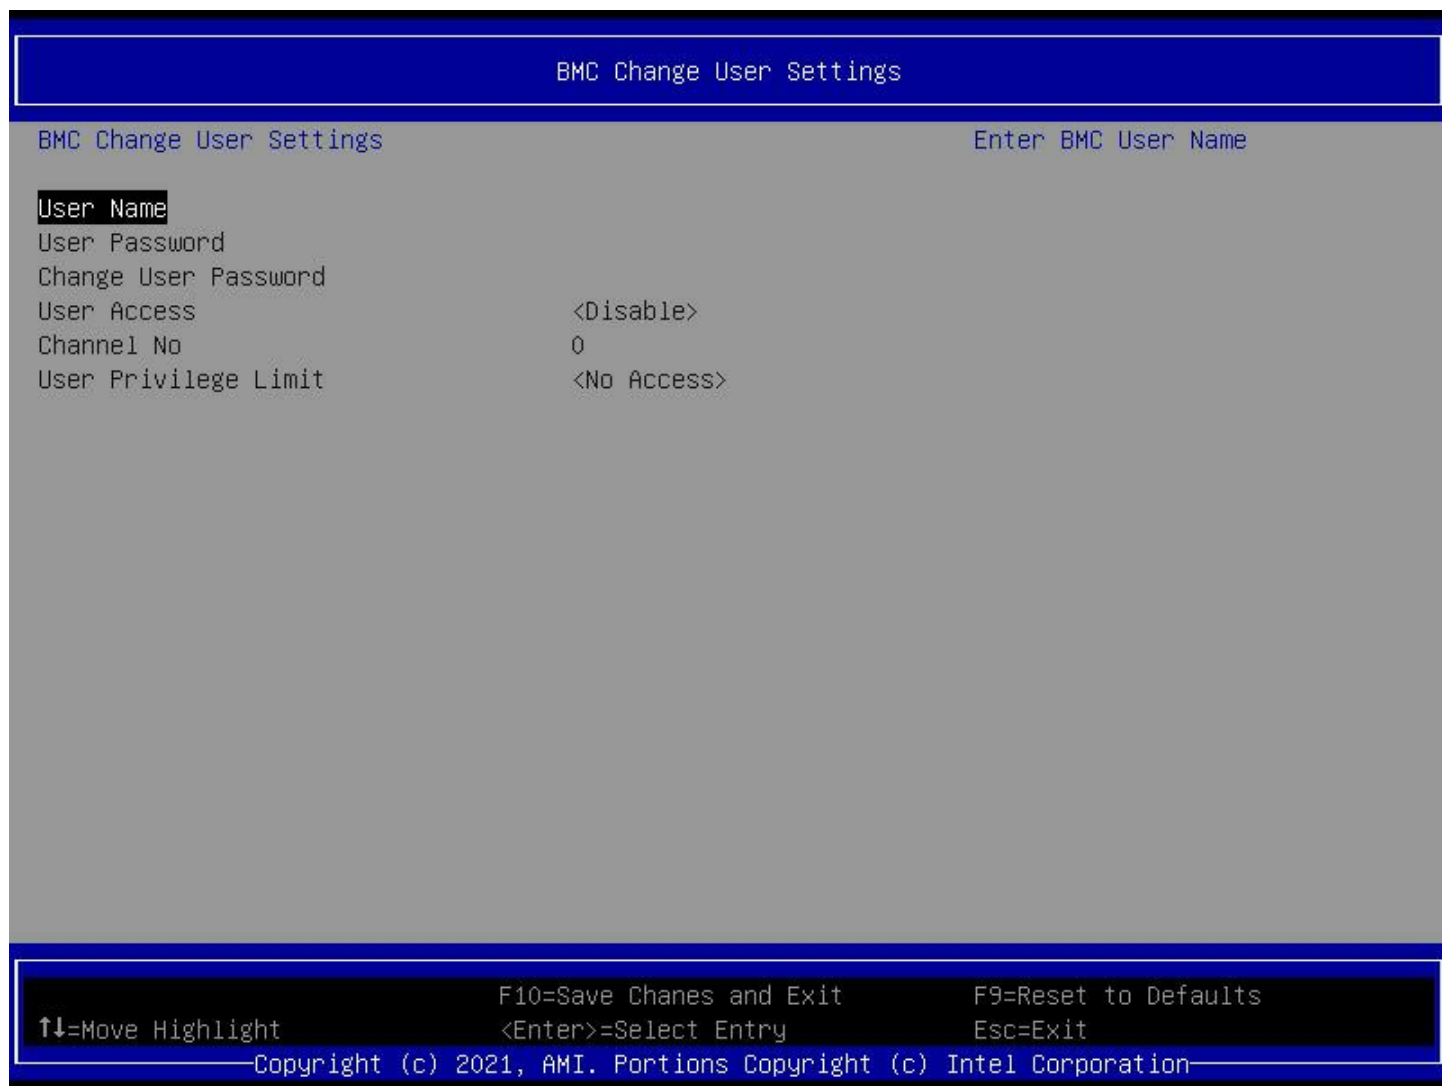 BMC Change User Settings
BMC Change User Settings Enter BMC User Name
User Name
User Password
Change User Password
User Access <Disable>
Channel No 0
User Privilege Limit <No Access>
F10=Save Chanes and Exit F9=Reset to Defaults
↑↓=Move Highlight <Enter>=Select Entry Esc=Exit
Copyright (c) 2021, AMI. Portions Copyright (c) Intel Corporation